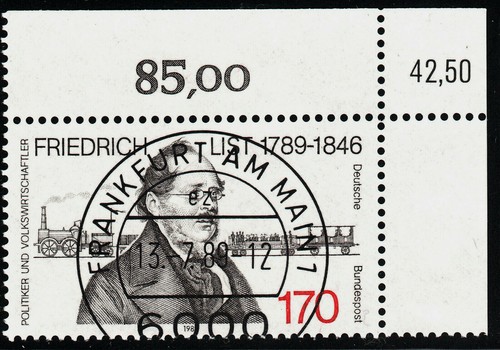 85,00
42,50
FRIEDRICH LIST 1789-1846
POLITIKER UND VOLKSWIRTSCHAFTLER
Deutsche Bundespost
FRANKFURT AM MAIN 1
ez
13.-7.89-12
6000
170